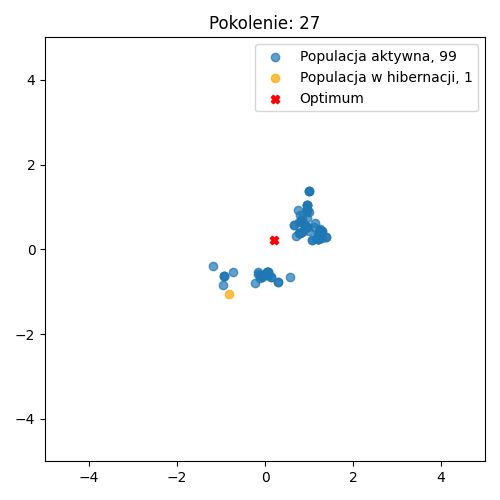 Pokolenie: 27
Populacja aktywna, 99
Populacja w hibernacji, 1
Optimum
4
2
0
−2
−4
−4
−2
0
2
4